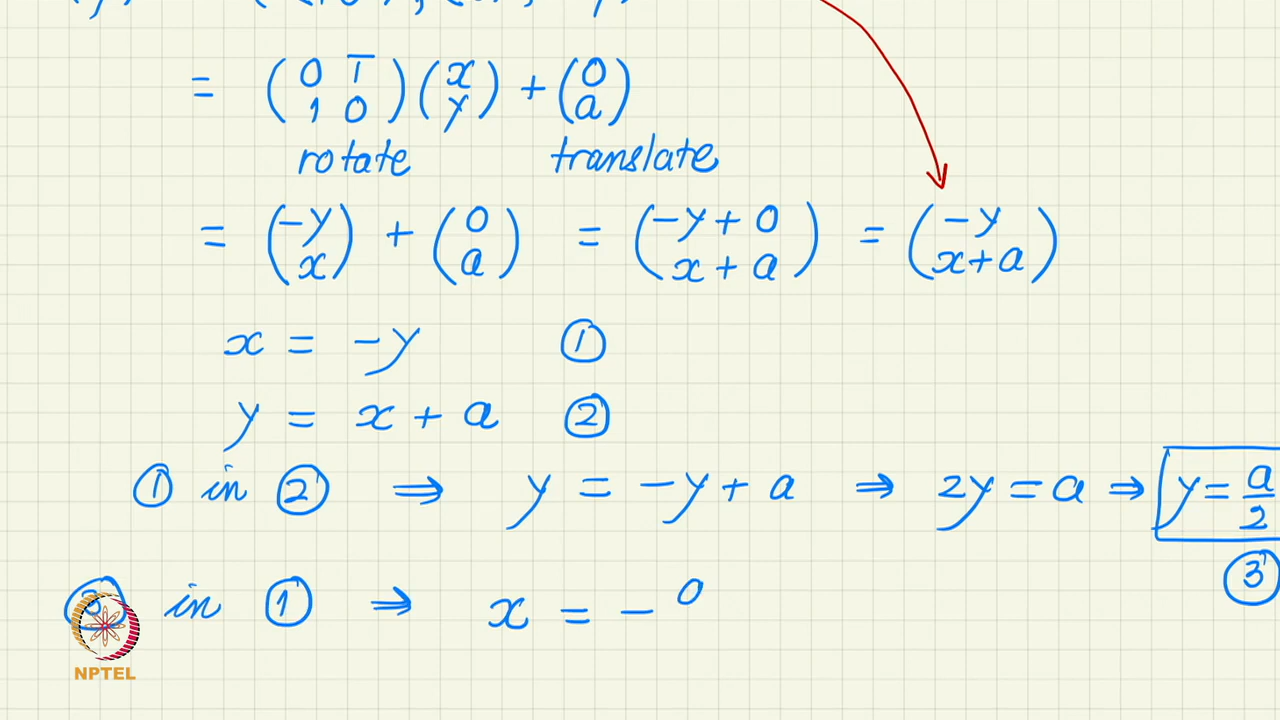 = ( 0 1̅ ) ( x ) + ( 0 )
( 1 0 ) ( y ) ( a )
rotate translate
= ( -y ) + ( 0 ) = ( -y + 0 ) = ( -y )
( x ) ( a ) ( x + a ) ( x+a )
x = -y ①
y = x + a ②
① in ② ⇒ y = -y + a ⇒ 2y = a ⇒ y = a/2
③
③ in ① ⇒ x = -
NPTEL